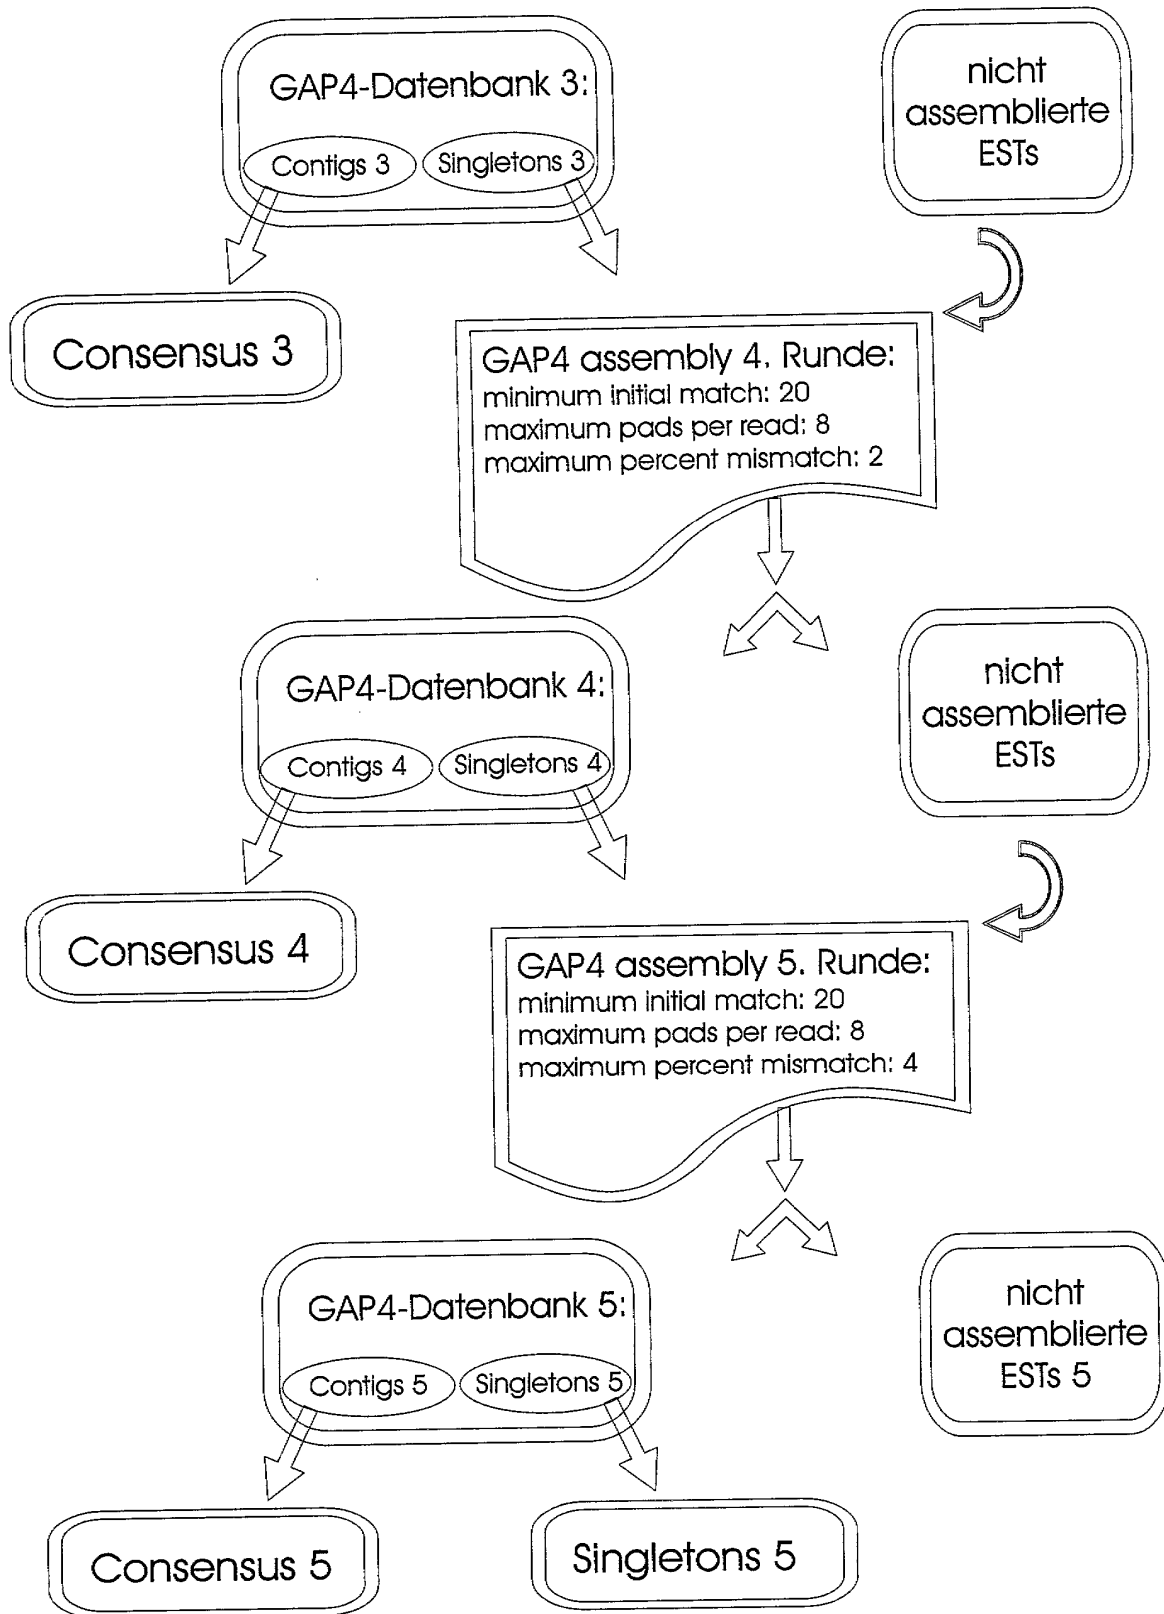 GAP4-Datenbank 3:
Contigs 3
Singletons 3
nicht
assemblierte
ESTs
Consensus 3
GAP4 assembly 4. Runde:
minimum initial match: 20
maximum pads per read: 8
maximum percent mismatch: 2
GAP4-Datenbank 4:
Contigs 4
Singletons 4
nicht
assemblierte
ESTs
Consensus 4
GAP4 assembly 5. Runde:
minimum initial match: 20
maximum pads per read: 8
maximum percent mismatch: 4
GAP4-Datenbank 5:
Contigs 5
Singletons 5
nicht
assemblierte
ESTs 5
Consensus 5
Singletons 5